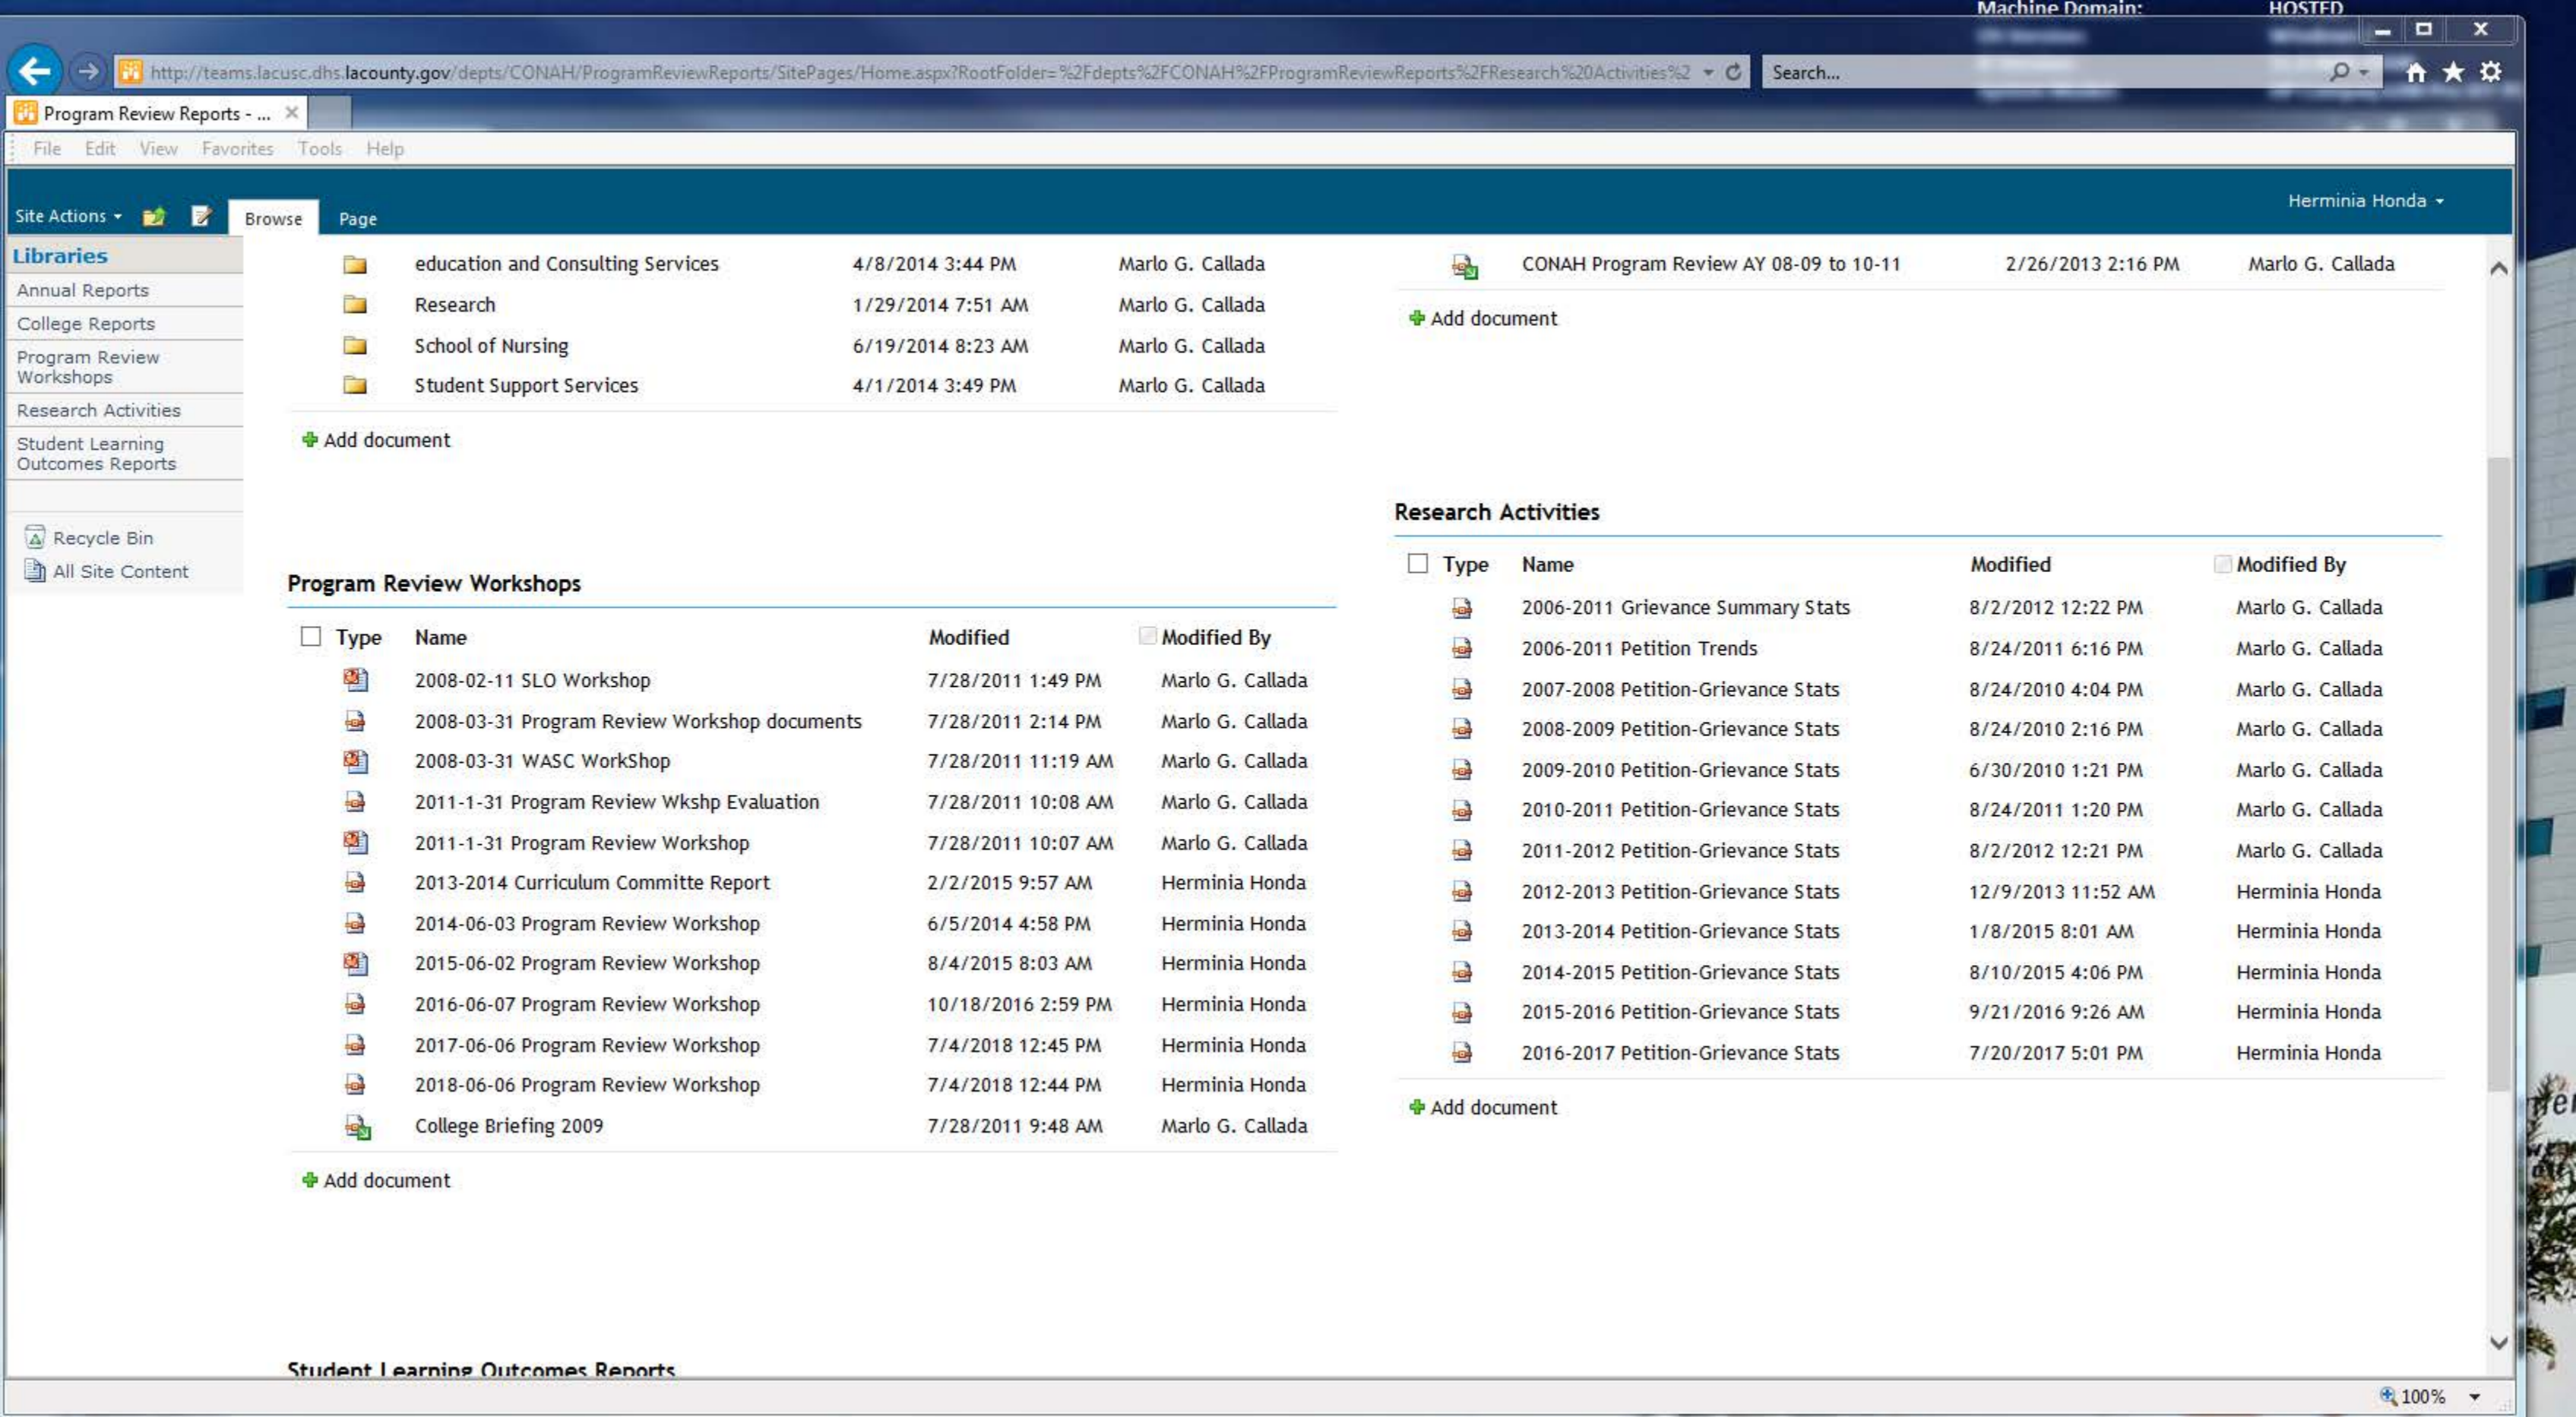 Machine Domain: HOSTED
http://teams.lacusc.dhs.lacounty.gov/depts/CONAH/ProgramReviewReports/SitePages/Home.aspx?RootFolder=%2Fdepts%2FCONAH%2FProgramReviewReports%2FResearch%20Activities%2 Search...
Program Review Reports - ...
File Edit View Favorites Tools Help
Herminia Honda
Site Actions Browse Page
Libraries
Annual Reports
College Reports
Program Review
Workshops
Research Activities
Student Learning
Outcomes Reports
Recycle Bin
All Site Content
education and Consulting Services 4/8/2014 3:44 PM Marlo G. Callada
Research 1/29/2014 7:51 AM Marlo G. Callada
School of Nursing 6/19/2014 8:23 AM Marlo G. Callada
Student Support Services 4/1/2014 3:49 PM Marlo G. Callada
Add document
Program Review Workshops
Type Name Modified Modified By
2008-02-11 SLO Workshop 7/28/2011 1:49 PM Marlo G. Callada
2008-03-31 Program Review Workshop documents 7/28/2011 2:14 PM Marlo G. Callada
2008-03-31 WASC WorkShop 7/28/2011 11:19 AM Marlo G. Callada
2011-1-31 Program Review Wkshp Evaluation 7/28/2011 10:08 AM Marlo G. Callada
2011-1-31 Program Review Workshop 7/28/2011 10:07 AM Marlo G. Callada
2013-2014 Curriculum Committe Report 2/2/2015 9:57 AM Herminia Honda
2014-06-03 Program Review Workshop 6/5/2014 4:58 PM Herminia Honda
2015-06-02 Program Review Workshop 8/4/2015 8:03 AM Herminia Honda
2016-06-07 Program Review Workshop 10/18/2016 2:59 PM Herminia Honda
2017-06-06 Program Review Workshop 7/4/2018 12:45 PM Herminia Honda
2018-06-06 Program Review Workshop 7/4/2018 12:44 PM Herminia Honda
College Briefing 2009 7/28/2011 9:48 AM Marlo G. Callada
Add document
Student Learning Outcomes Reports
CONAH Program Review AY 08-09 to 10-11 2/26/2013 2:16 PM Marlo G. Callada
Add document
Research Activities
Type Name Modified Modified By
2006-2011 Grievance Summary Stats 8/2/2012 12:22 PM Marlo G. Callada
2006-2011 Petition Trends 8/24/2011 6:16 PM Marlo G. Callada
2007-2008 Petition-Grievance Stats 8/24/2010 4:04 PM Marlo G. Callada
2008-2009 Petition-Grievance Stats 8/24/2010 2:16 PM Marlo G. Callada
2009-2010 Petition-Grievance Stats 6/30/2010 1:21 PM Marlo G. Callada
2010-2011 Petition-Grievance Stats 8/24/2011 1:20 PM Marlo G. Callada
2011-2012 Petition-Grievance Stats 8/2/2012 12:21 PM Marlo G. Callada
2012-2013 Petition-Grievance Stats 12/9/2013 11:52 AM Herminia Honda
2013-2014 Petition-Grievance Stats 1/8/2015 8:01 AM Herminia Honda
2014-2015 Petition-Grievance Stats 8/10/2015 4:06 PM Herminia Honda
2015-2016 Petition-Grievance Stats 9/21/2016 9:26 AM Herminia Honda
2016-2017 Petition-Grievance Stats 7/20/2017 5:01 PM Herminia Honda
Add document
100%